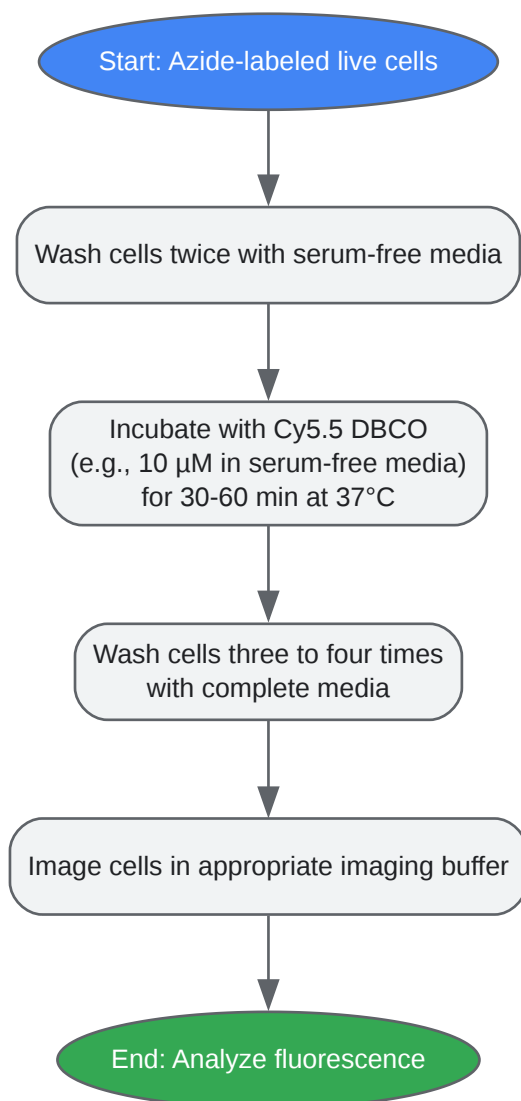 Start: Azide-labeled live cells
Wash cells twice with serum-free media
Incubate with Cy5.5 DBCO
(e.g., 10 µM in serum-free media)
for 30-60 min at 37°C
Wash cells three to four times
with complete media
Image cells in appropriate imaging buffer
End: Analyze fluorescence